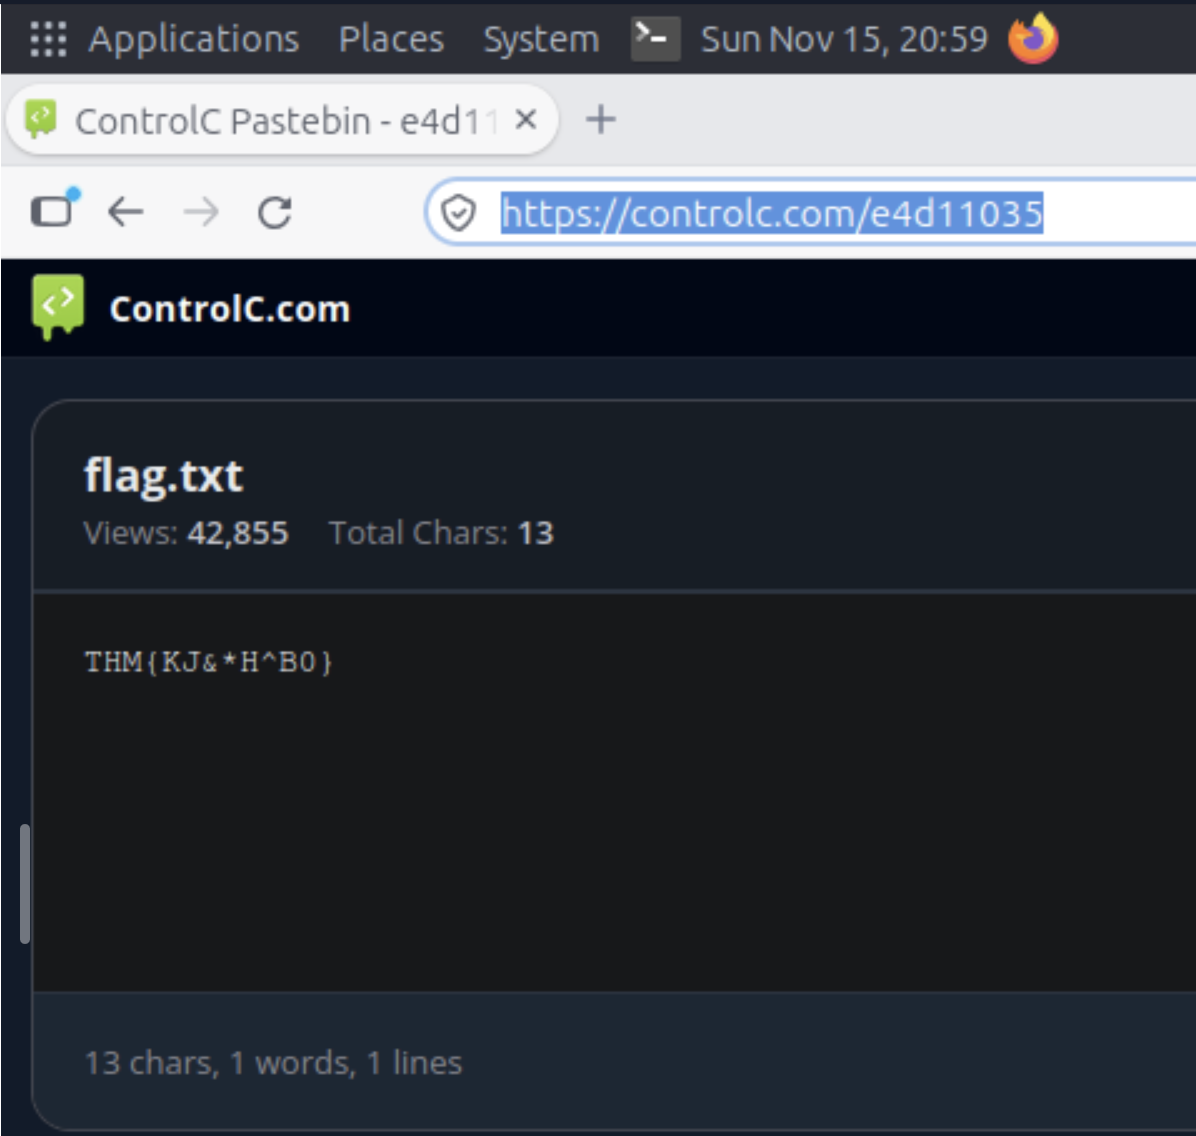 Applications Places System Sun Nov 15, 20:59
ControlC Pastebin - e4d11
https://controlc.com/e4d11035
ControlC.com
flag.txt
Views: 42,855 Total Chars: 13
THM{KJ&*H^B0}
13 chars, 1 words, 1 lines